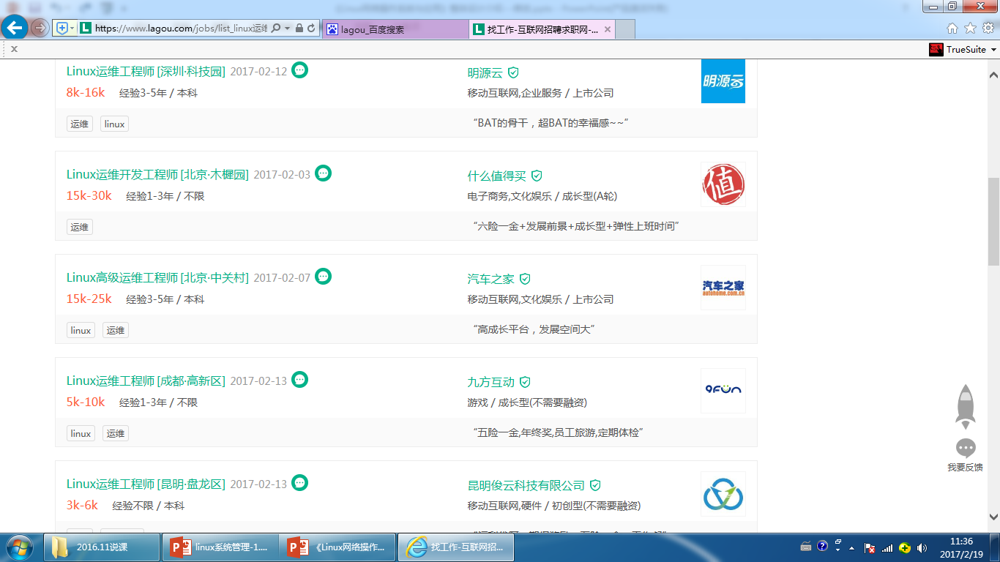 https://www.lagou.com/jobs/list_linux运维
lagou_百度搜索
找工作-互联网招聘求职网-...
x
TrueSuite
Linux运维工程师 [深圳·科技园] 2017-02-12
8k-16k 经验3-5年 / 本科
运维 linux
明源云
移动互联网,企业服务 / 上市公司
“BAT的骨干，超BAT的幸福感~~”
明源云
Linux运维开发工程师 [北京·木樨园] 2017-02-03
15k-30k 经验1-3年 / 不限
运维
什么值得买
电子商务,文化娱乐 / 成长型(A轮)
“六险一金+发展前景+成长型+弹性上班时间”
值
Linux高级运维工程师 [北京·中关村] 2017-02-07
15k-25k 经验3-5年 / 本科
linux 运维
汽车之家
移动互联网,文化娱乐 / 上市公司
“高成长平台，发展空间大”
汽车之家
autohome.com.cn
Linux运维工程师 [成都·高新区] 2017-02-13
5k-10k 经验1-3年 / 不限
linux 运维
九方互动
游戏 / 成长型(不需要融资)
“五险一金,年终奖,员工旅游,定期体检”
9FUN
Linux运维工程师 [昆明·盘龙区] 2017-02-13
3k-6k 经验不限 / 本科
昆明俊云科技有限公司
移动互联网,硬件 / 初创型(不需要融资)
我要反馈
2016.11说课
linux系统管理-1....
《Linux网络操作...
找工作-互联网招...
11:36
2017/2/19